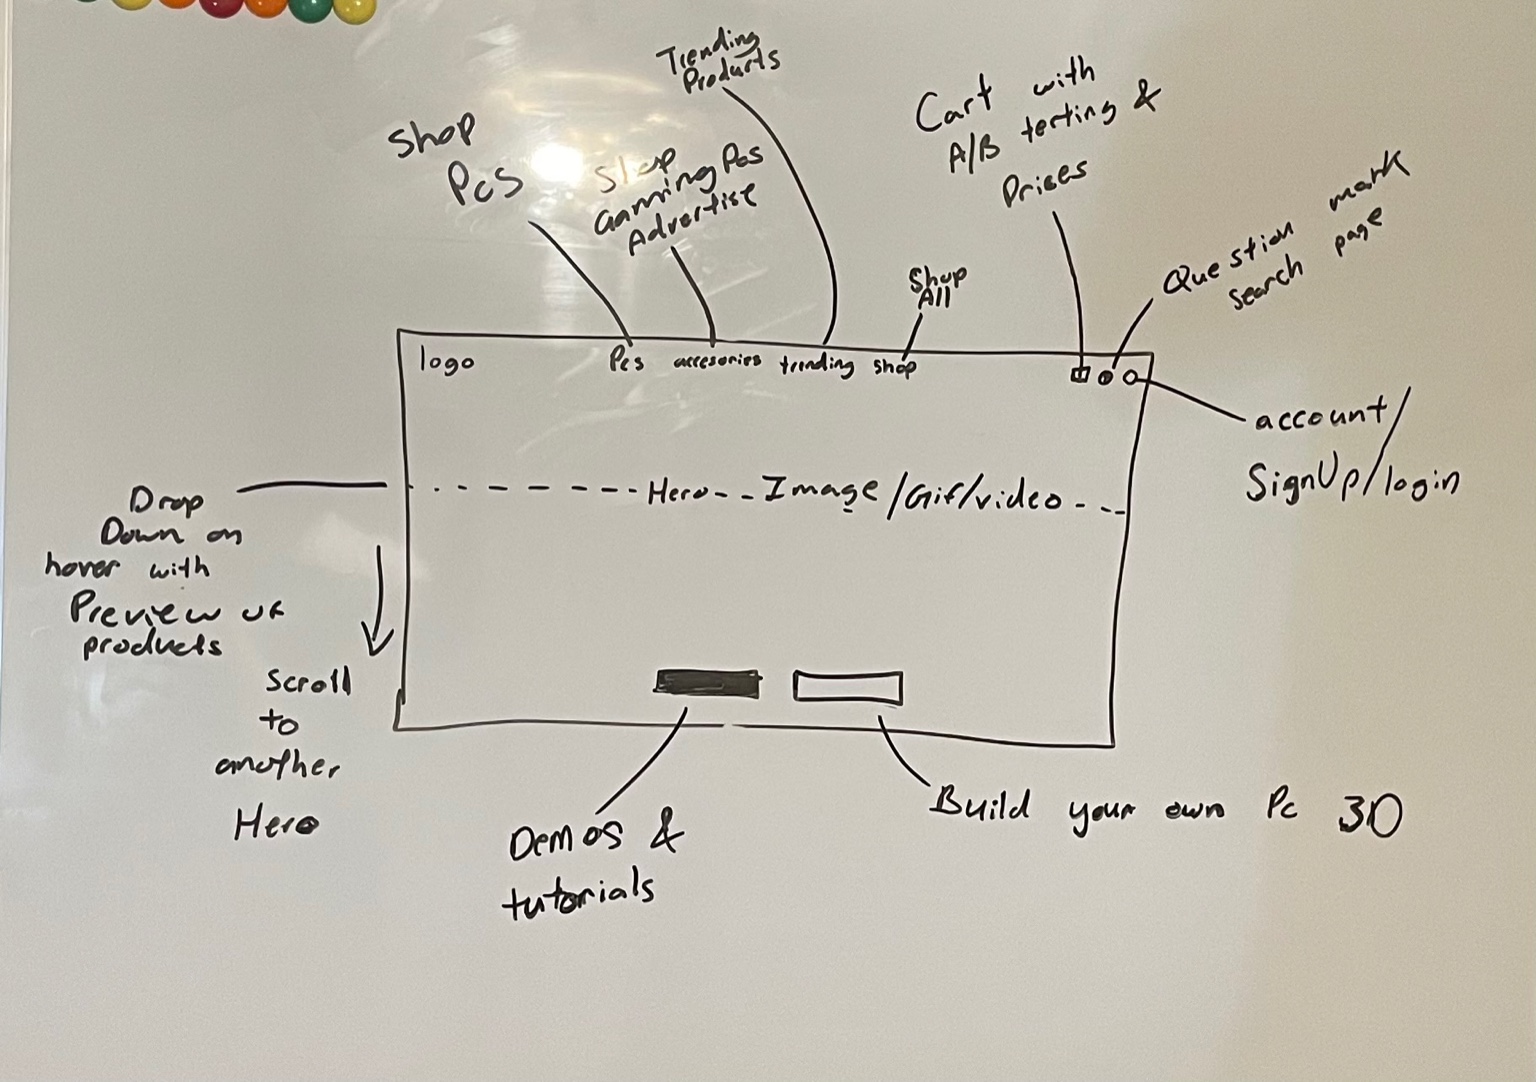 Trending
Products
Shop
Pcs
Shop
Gaming Pcs
Advertise
Cart with
A/B testing &
Prices
Question mark
search page
Shop
All
logo
Pcs
accesories
trending
shop
account/
SignUp/login
Hero
Image/Gif/video
Drop
Down on
hover with
Preview of
products
Scroll
to
another
Hero
Demos &
tutorials
Build your own Pc 3D